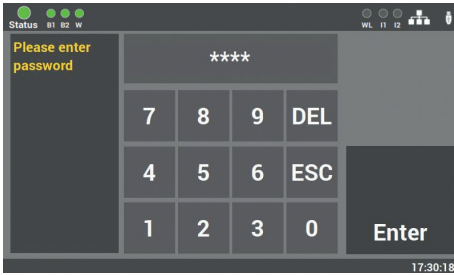 Status B1 B2 W WL I1 I2
Please enter
password
****
7 8 9 DEL
4 5 6 ESC
1 2 3 0
Enter
17:30:18